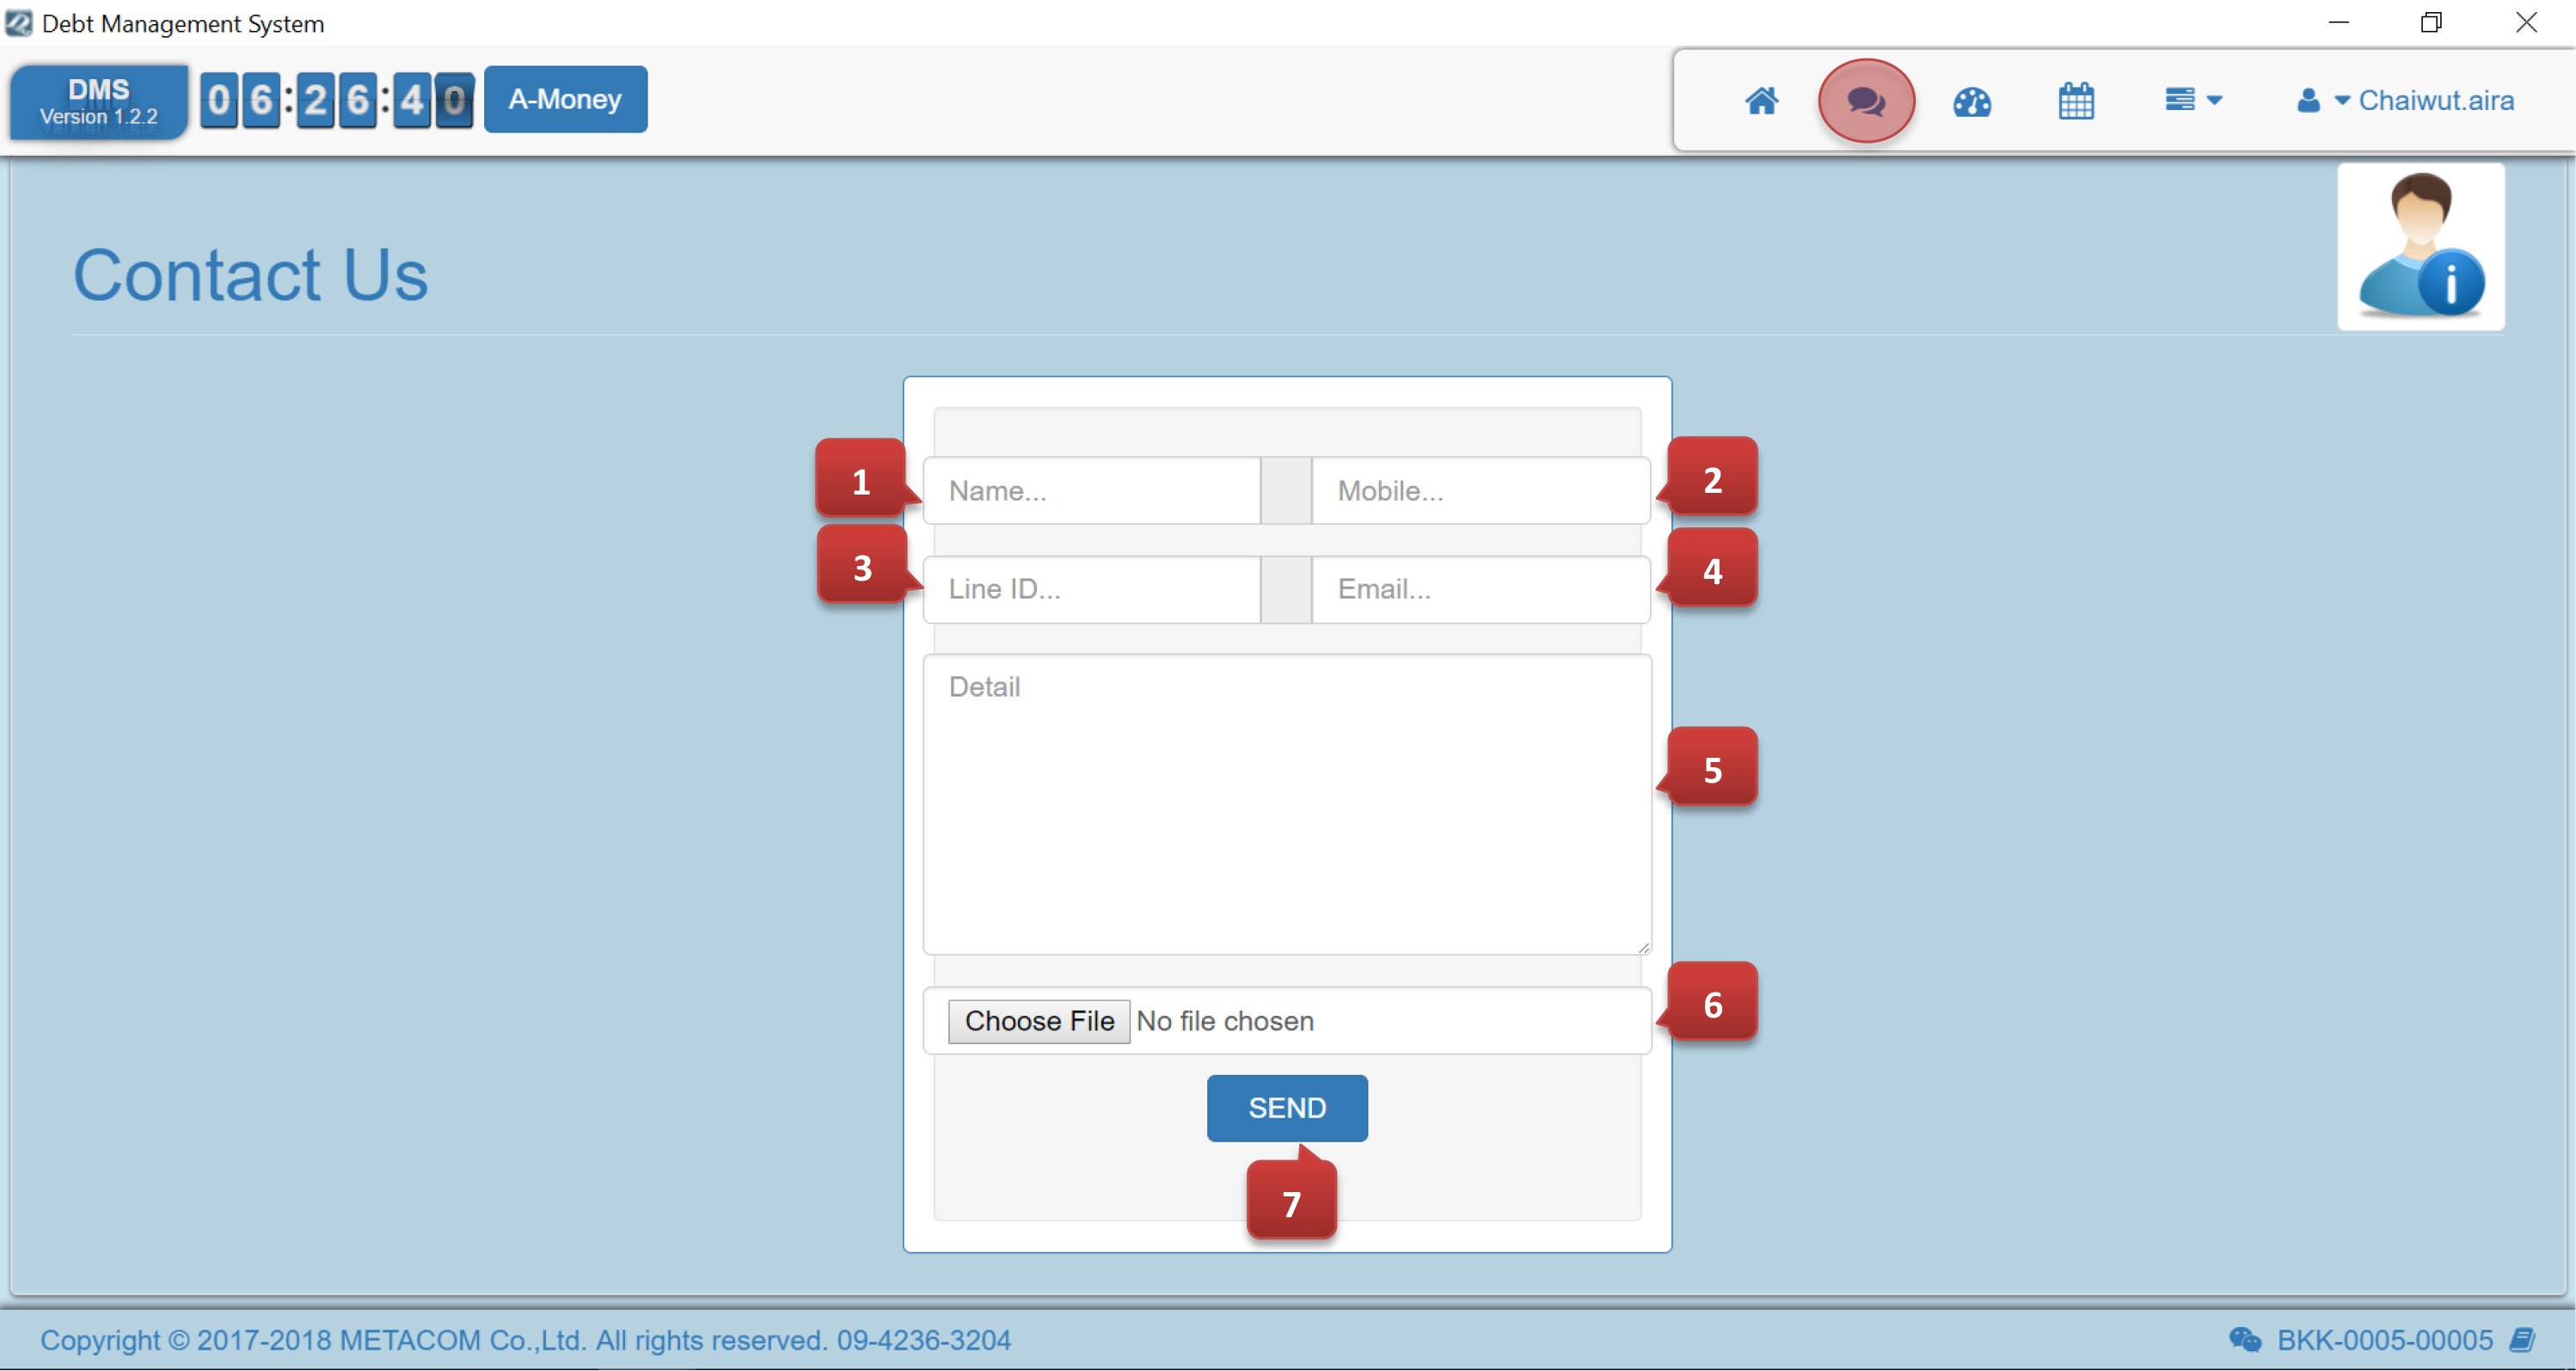 Debt Management System
DMS
Version 1.2.2
06:26:40
A-Money
Chaiwut.aira
Contact Us
1
Name...
Mobile...
2
3
Line ID...
Email...
4
Detail
5
Choose File No file chosen
6
SEND
7
Copyright © 2017-2018 METACOM Co.,Ltd. All rights reserved. 09-4236-3204
BKK-0005-00005